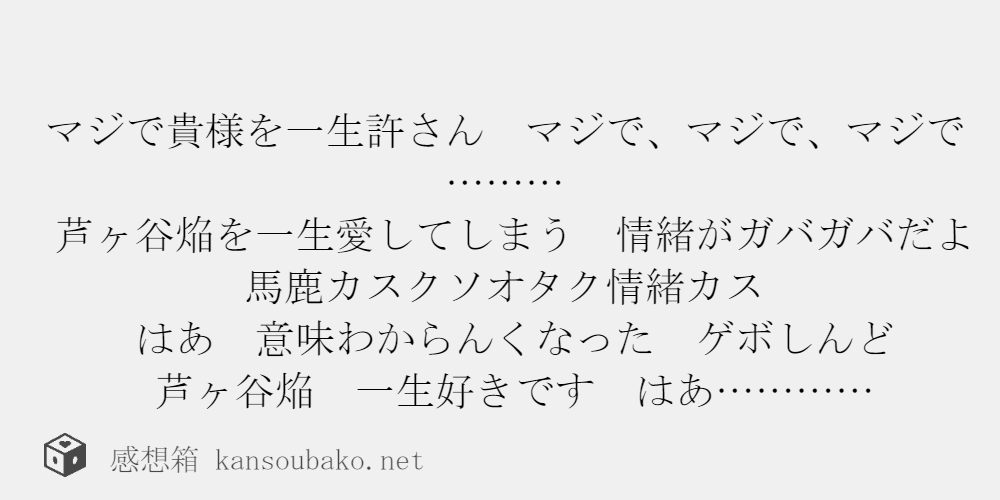 マジで貴様を一生許さん　マジで、マジで、マジで
………
芦ヶ谷焔を一生愛してしまう　情緒がガバガバだよ
馬鹿カスクソオタク情緒カス
はあ　意味わからんくなった　ゲボしんど
芦ヶ谷焔　一生好きです　はあ…………
感想箱 kansoubako.net